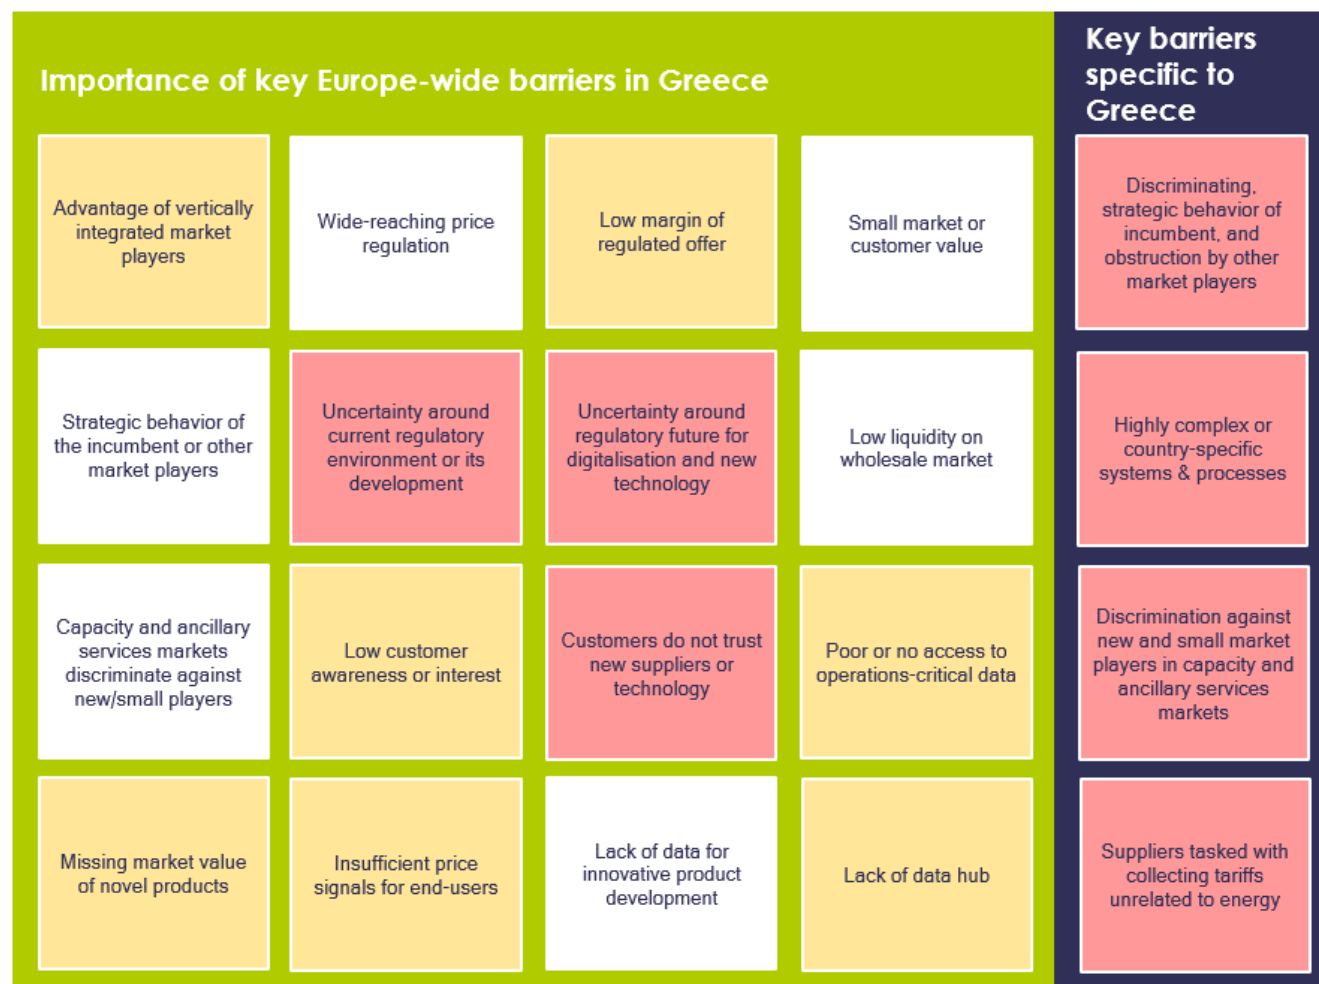 Importance of key Europe-wide barriers in Greece
Key barriers
specific to
Greece
Advantage of vertically
integrated market
players
Wide-reaching price
regulation
Low margin of
regulated offer
Small market or
customer value
Discriminating,
strategic behavior of
incumbent, and
obstruction by other
market players
Strategic behavior of
the incumbent or other
market players
Uncertainty around
current regulatory
environment or its
development
Uncertainty around
regulatory future for
digitalisation and new
technology
Low liquidity on
wholesale market
Highly complex or
country-specific
systems & processes
Capacity and ancillary
services markets
discriminate against
new/small players
Low customer
awareness or interest
Customers do not trust
new suppliers or
technology
Poor or no access to
operations-critical data
Discrimination against
new and small market
players in capacity and
ancillary services
markets
Missing market value
of novel products
Insufficient price
signals for end-users
Lack of data for
innovative product
development
Lack of data hub
Suppliers tasked with
collecting tariffs
unrelated to energy